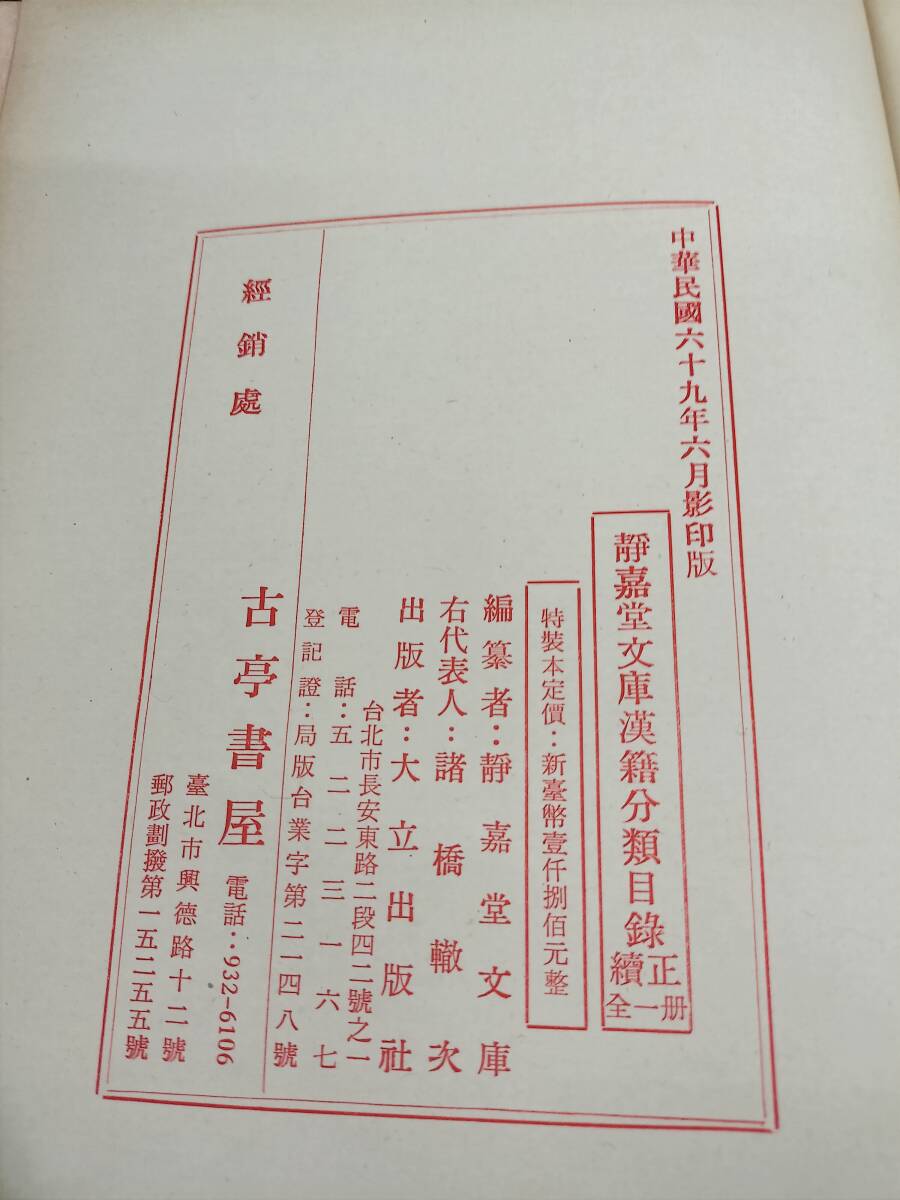 中華民國六十九年六月影印版
靜嘉堂文庫漢籍分類目錄
正續
全一册
特裝本定價：新臺幣壹仟捌佰元整
編纂者：靜嘉堂文庫
右代表人：諸橋轍次
出版者：大立出版社
台北市長安東路二段四二號之一
電話：五二二三一六七
登記證：局版台業字第二一四八號
經銷處
古亭書屋
電話：932-6106
臺北市興德路十二號
郵政劃撥第一五二五五號